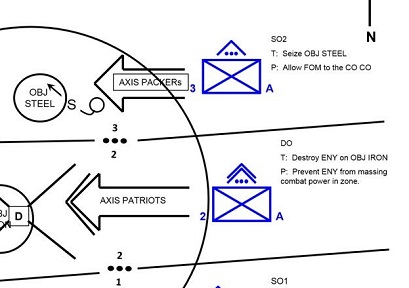 SO2
N
T: Seize OBJ STEEL
P: Allow FOM to the CO CO
AXIS PACKERs
3
A
OBJ
STEEL
S
3
2
DO
T: Destroy ENY on OBJ IRON
P: Prevent ENY from massing
combat power in zone.
AXIS PATRIOTS
2
A
D
2
1
SO1